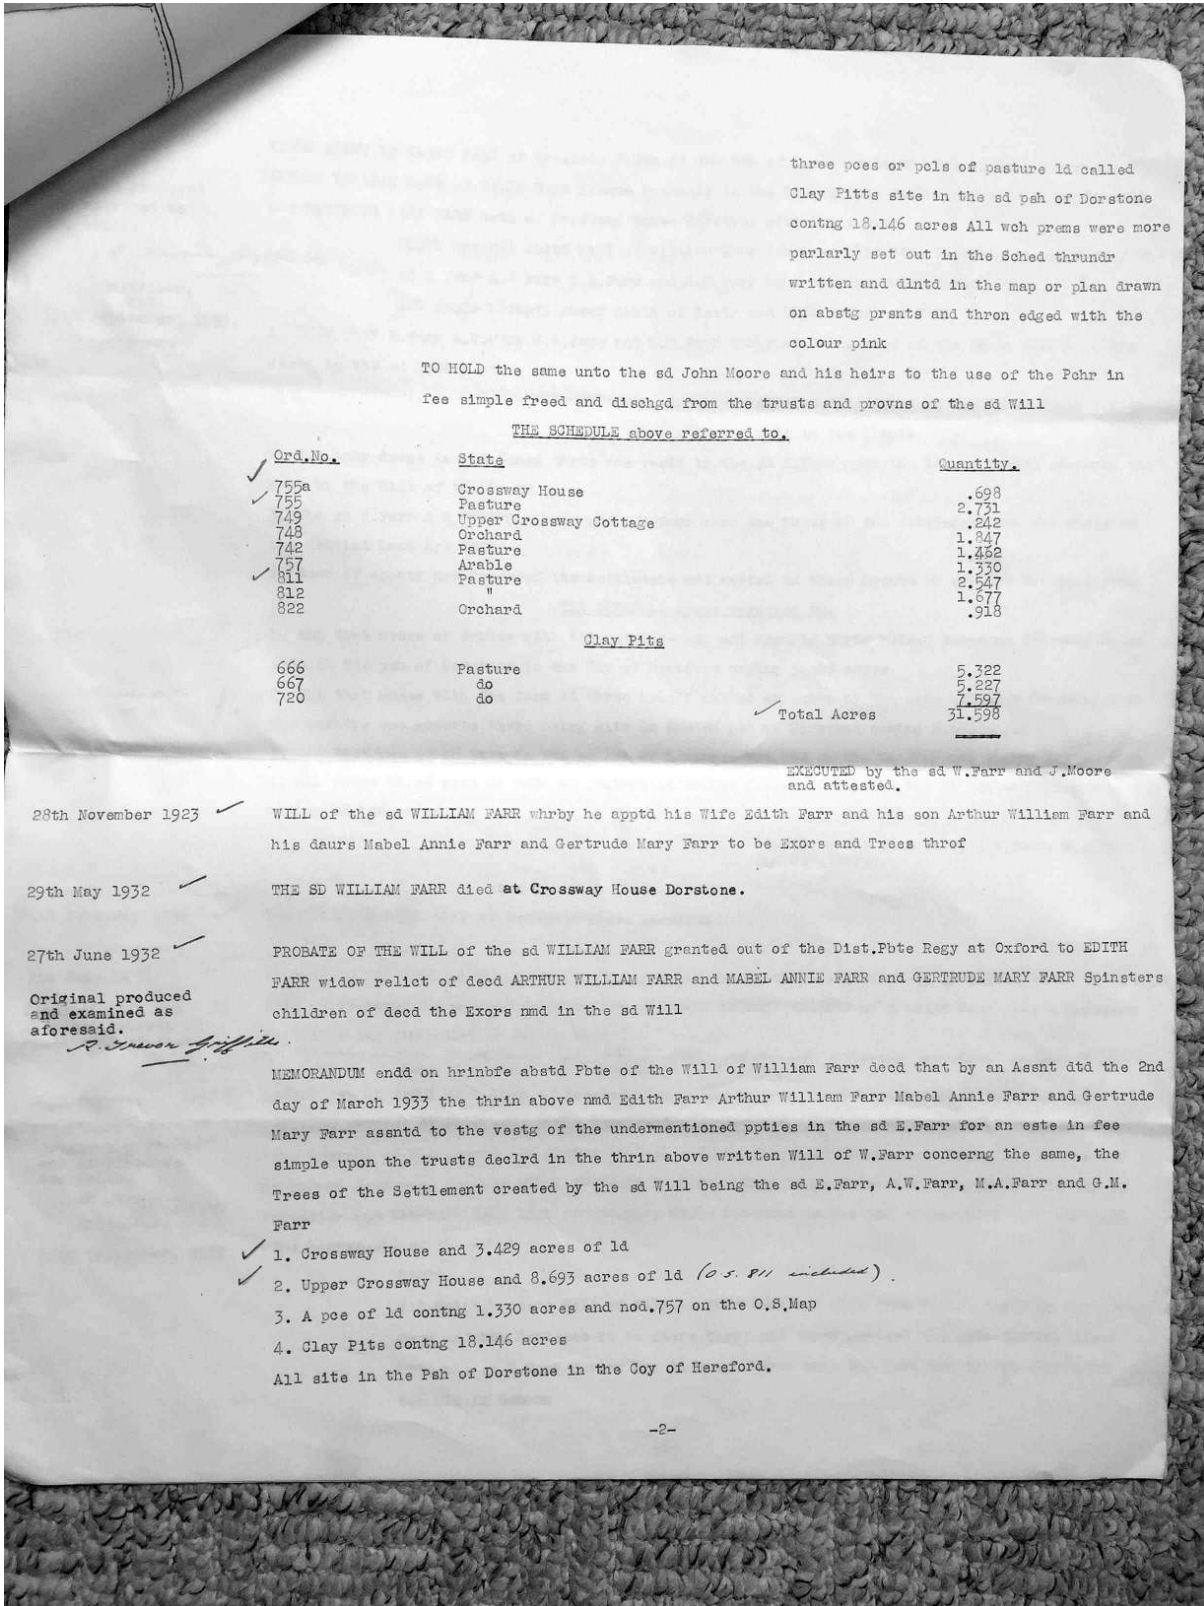 three pces or pcls of pasture ld called
Clay Pitts site in the sd psh of Dorstone
contng 18.146 acres All wch prems were more
parlarly set out in the Sched thrundr
written and dlntd in the map or plan drawn
on abstg prsnts and thron edged with the
colour pink
TO HOLD the same unto the sd John Moore and his heirs to the use of the Pchr in
fee simple freed and dischgd from the trusts and provns of the sd Will
THE SCHEDULE above referred to.
Ord.No. State Quantity.
755a Crossway House .698
755 Pasture 2.731
749 Upper Crossway Cottage .242
748 Orchard 1.847
742 Pasture 1.462
757 Arable 1.330
811 Pasture 2.547
812 " 1.677
822 Orchard .918
Clay Pits
666 Pasture 5.322
667 do 5.227
720 do 7.597
Total Acres 31.598
EXECUTED by the sd W.Farr and J.Moore
and attested.
28th November 1923 WILL of the sd WILLIAM FARR whrby he apptd his Wife Edith Farr and his son Arthur William Farr and
his daurs Mabel Annie Farr and Gertrude Mary Farr to be Exors and Trees throf
29th May 1932 THE SD WILLIAM FARR died at Crossway House Dorstone.
27th June 1932 PROBATE OF THE WILL of the sd WILLIAM FARR granted out of the Dist.Pbte Regy at Oxford to EDITH
FARR widow relict of decd ARTHUR WILLIAM FARR and MABEL ANNIE FARR and GERTRUDE MARY FARR Spinsters
children of decd the Exors nmd in the sd Will
Original produced
and examined as
aforesaid.
R. Trevor Griffiths.
MEMORANDUM endd on hrinbfe abstd Pbte of the Will of William Farr decd that by an Assnt dtd the 2nd
day of March 1933 the thrin above nmd Edith Farr Arthur William Farr Mabel Annie Farr and Gertrude
Mary Farr assntd to the vestg of the undermentioned ppties in the sd E.Farr for an este in fee
simple upon the trusts declrd in the thrin above written Will of W.Farr concerng the same, the
Trees of the Settlement created by the sd Will being the sd E.Farr, A.W.Farr, M.A.Farr and G.M.
Farr
1. Crossway House and 3.429 acres of ld
2. Upper Crossway House and 8.693 acres of ld (O.S. 811 included).
3. A pce of ld contng 1.330 acres and nod.757 on the O.S.Map
4. Clay Pits contng 18.146 acres
All site in the Psh of Dorstone in the Coy of Hereford.
-2-